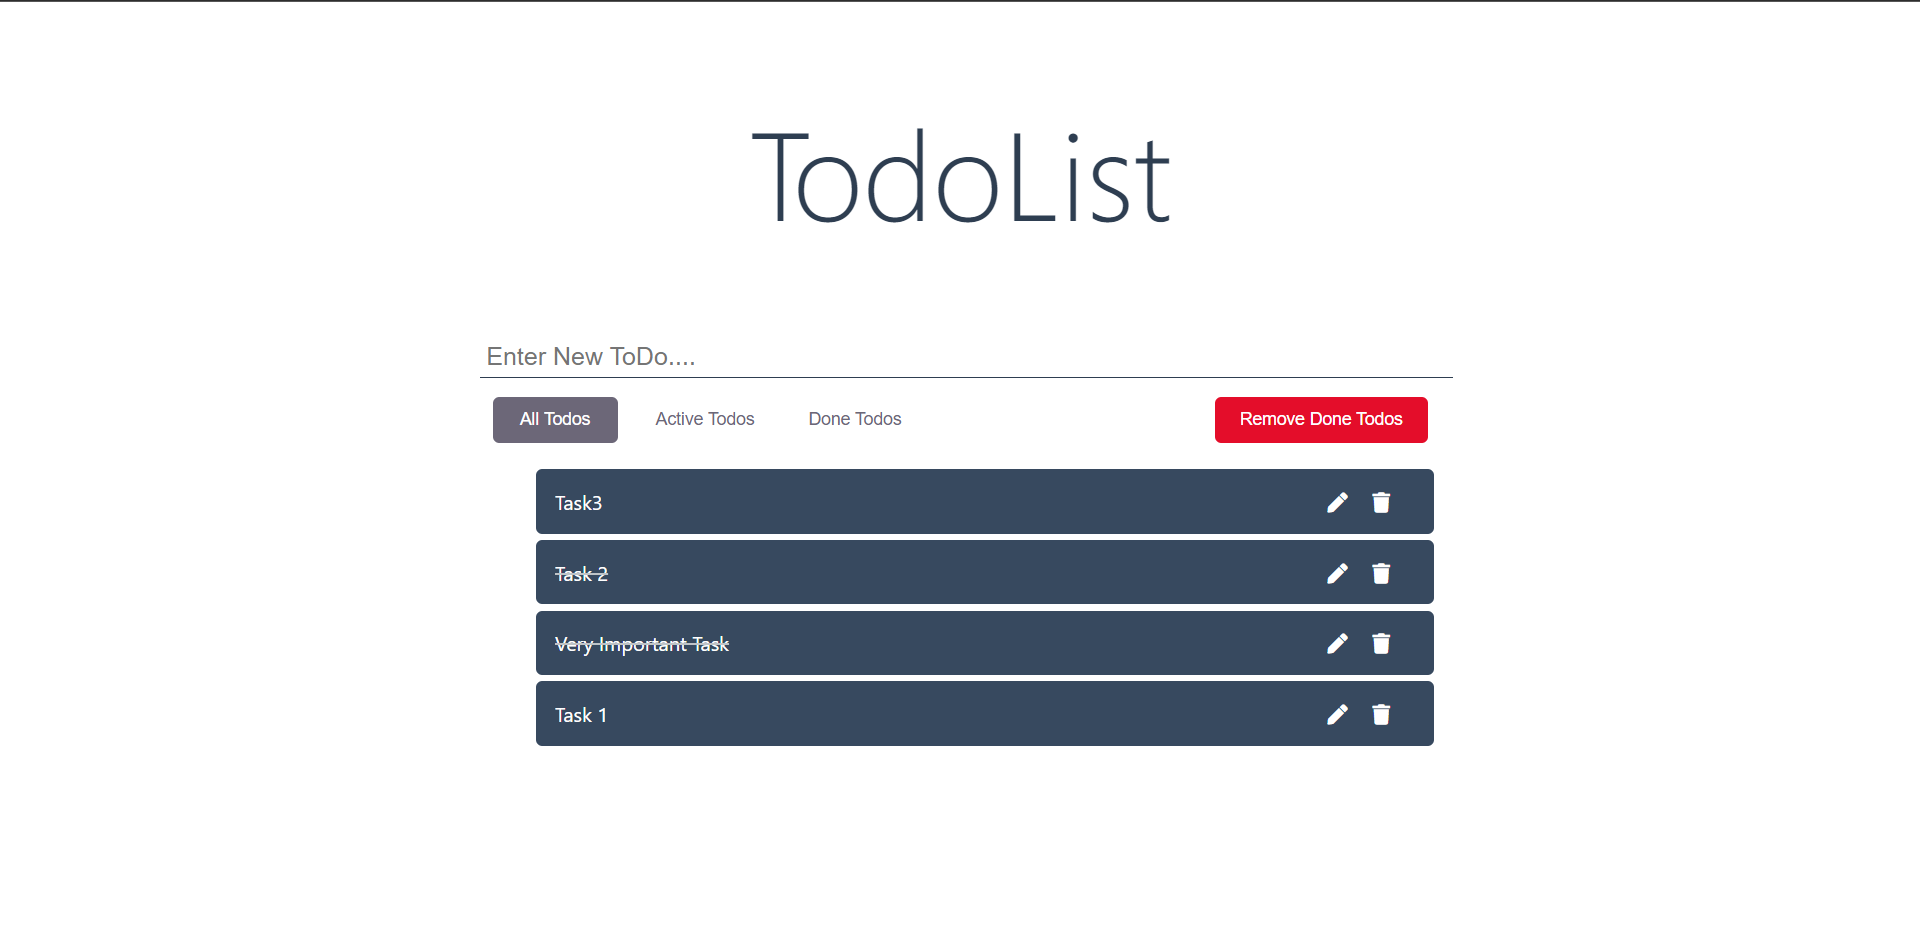 TodoList
Enter New ToDo....
All Todos Active Todos Done Todos Remove Done Todos
Task3
Task 2
Very Important Task
Task 1